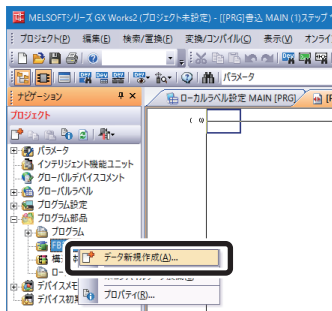 MELSOFTシリーズ GX Works2 (プロジェクト未設定) - [[PRG]書込 MAIN (1)ステップ
プロジェクト(P) 編集(E) 検索/置換(F) 変換/コンパイル(C) 表示(V) オンライ
パラメータ
ナビゲーション
ローカルラベル設定 MAIN [PRG]
プロジェクト
( 0)
パラメータ
インテリジェント機能ユニット
グローバルデバイスコメント
グローバルラベル
プログラム設定
プログラム部品
プログラム
FB
データ新規作成(A)...
構
ロー
デバイスメモ
プロパティ(R)...
デバイス初